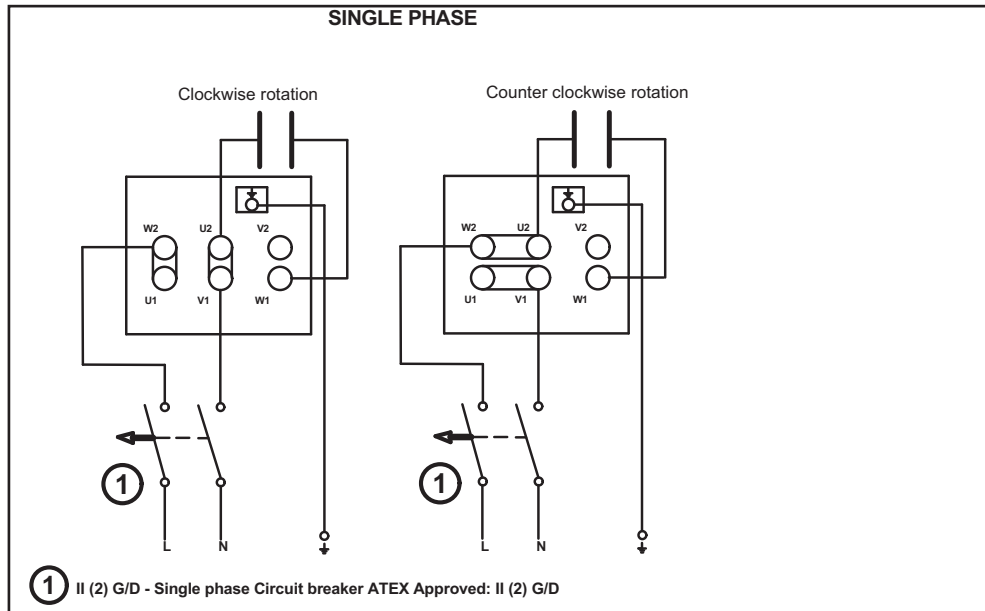 SINGLE PHASE
Clockwise rotation
Counter clockwise rotation
W2 U2 V2
U1 V1 W1
W2 U2 V2
U1 V1 W1
1
1
L N
L N
1 II (2) G/D - Single phase Circuit breaker ATEX Approved: II (2) G/D